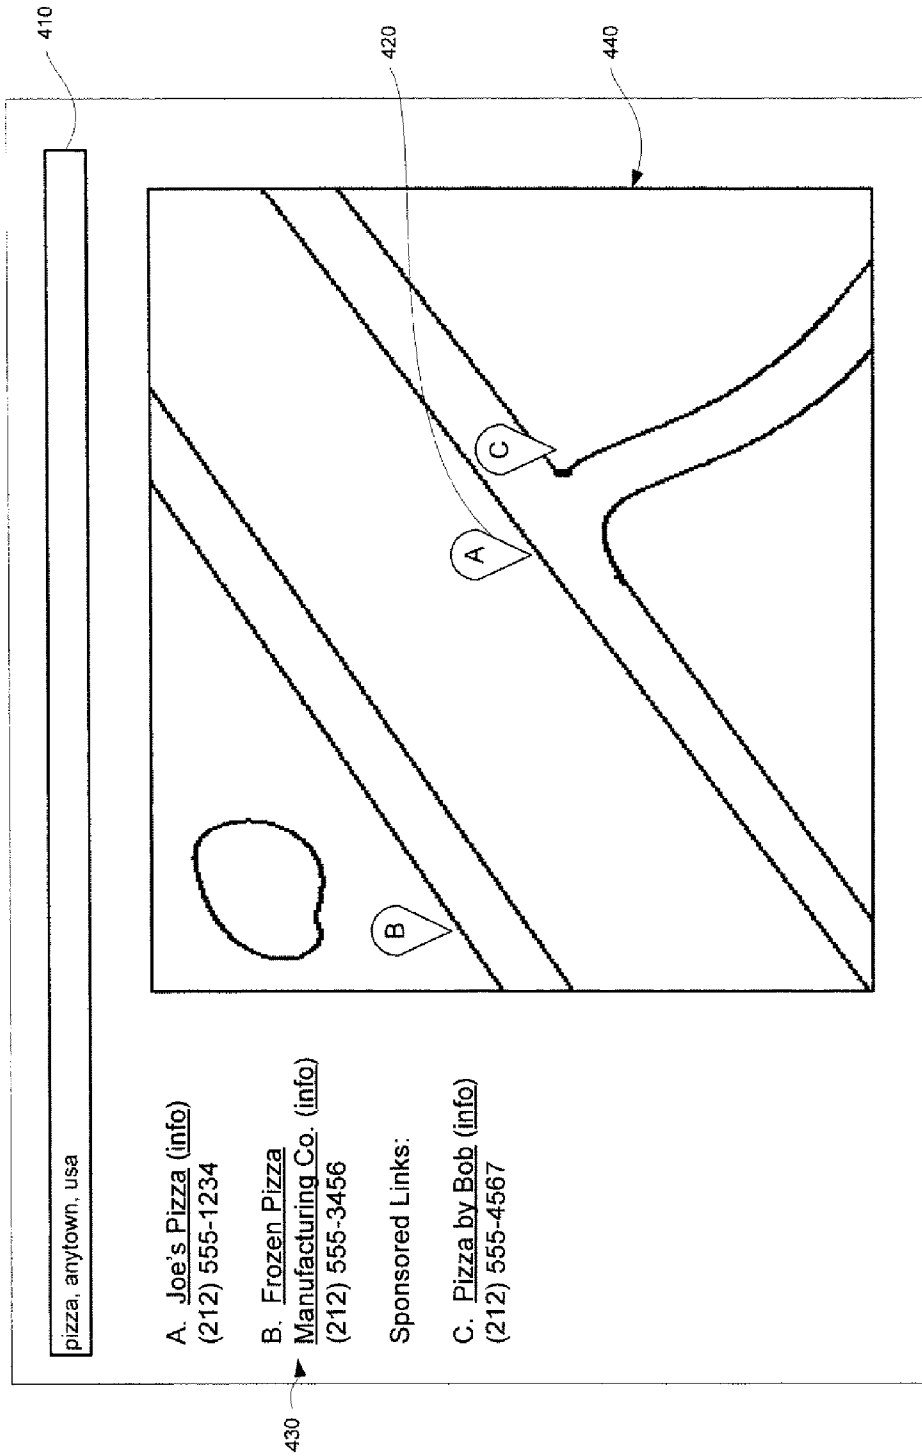 410
pizza, anytown, usa
A. Joe's Pizza (info)
(212) 555-1234
B. Frozen Pizza
Manufacturing Co. (info)
(212) 555-3456
Sponsored Links:
C. Pizza by Bob (info)
(212) 555-4567
430
B
A
C
420
440